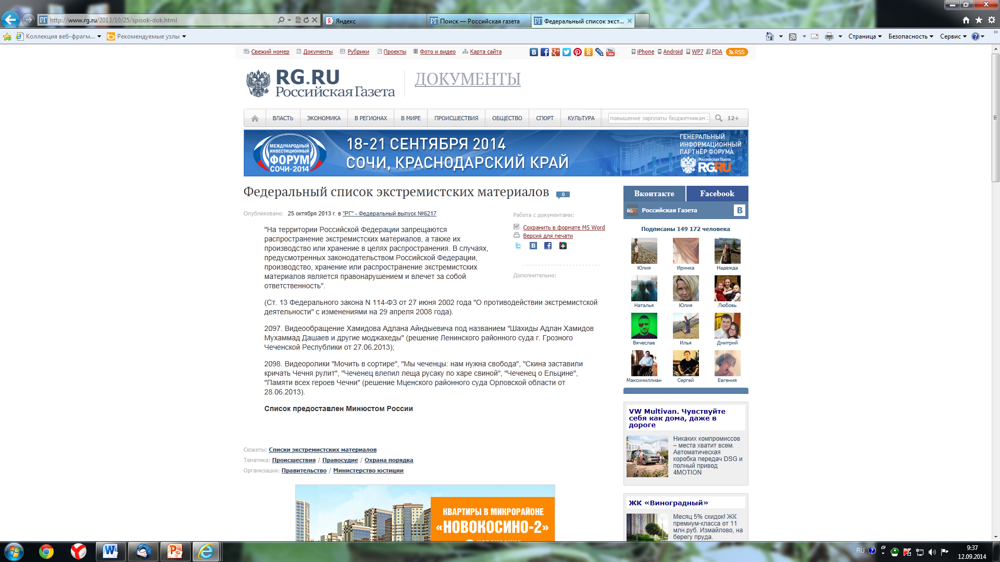 http://www.rg.ru/2013/10/25/spisok-dok.html
Яндекс
Поиск — Российская газета
Федеральный список экст...
Коллекция веб-фрагм...
Рекомендуемые узлы
Страница
Безопасность
Сервис
Свежий номер
Документы
Рубрики
Проекты
Фото и видео
Карта сайта
iPhone
Android
WP7
PDA
RSS
RG.RU
Российская Газета
ДОКУМЕНТЫ
ВЛАСТЬ
ЭКОНОМИКА
В РЕГИОНАХ
В МИРЕ
ПРОИСШЕСТВИЯ
ОБЩЕСТВО
СПОРТ
КУЛЬТУРА
повышение зарплаты бюджетникам
12+
МЕЖДУНАРОДНЫЙ
ИНВЕСТИЦИОННЫЙ
ФОРУМ
СОЧИ-2014
18-21 СЕНТЯБРЯ 2014
СОЧИ, КРАСНОДАРСКИЙ КРАЙ
ГЕНЕРАЛЬНЫЙ
ИНФОРМАЦИОННЫЙ
ПАРТНЁР ФОРУМА
Российская Газета
RG.RU
Федеральный список экстремистских материалов
0
Опубликовано: 25 октября 2013 г. в "РГ" - Федеральный выпуск №6217
"На территории Российской Федерации запрещаются
распространение экстремистских материалов, а также их
производство или хранение в целях распространения. В случаях,
предусмотренных законодательством Российской Федерации,
производство, хранение или распространение экстремистских
материалов является правонарушением и влечет за собой
ответственность".
Работа с документами:
Сохранить в формате MS Word
Версия для печати
Дополнительно:
(Ст. 13 Федерального закона N 114-ФЗ от 27 июня 2002 года "О противодействии экстремистской
деятельности" с изменениями на 29 апреля 2008 года).
2097. Видеообращение Хамидова Адлана Айндыевича под названием "Шахиды Адлан Хамидов
Мухаммад Дашаев и другие моджахеды" (решение Ленинского районного суда г. Грозного
Чеченской Республики от 27.06.2013);
2098. Видеоролики "Мочить в сортире", "Мы чеченцы: нам нужна свобода", "Скина заставили
кричать Чечня рулит", "Чеченец влепил леща русаку по харе свиной", "Чеченец о Ельцине",
"Памяти всех героев Чечни" (решение Мценского районного суда Орловской области от
28.06.2013).
Список предоставлен Минюстом России
Сюжеты: Списки экстремистских материалов
Тематика: Происшествия / Правосудие / Охрана порядка
Организация: Правительство / Министерство юстиции
КВАРТИРЫ В МИКРОРАЙОНЕ
«НОВОКОСИНО-2»
Вконтакте
Facebook
Российская Газета
Подписаны 149 172 человека
Юлия
Иринка
Надежда
Наталья
Юлия
Любовь
Вячеслав
Илья
Дмитрий
Максимиллиан
Сергей
Евгения
VW Multivan. Чувствуйте
себя как дома, даже в
дороге
Никаких компромиссов
– места хватит всем.
Автоматическая
коробка передач DSG и
полный привод
4MOTION
ЖК «Виноградный»
Месяц 5% скидок! ЖК
премиум-класса от 11
млн.руб. Измайлово, на
берегу пруда.
RU
9:37
12.09.2014